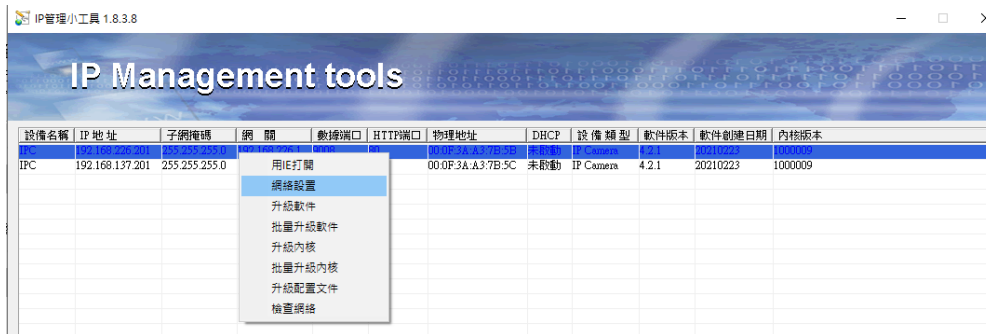 IP管理小工具 1.8.3.8
IP Management tools
設備名稱 IP 地 址 子網掩碼 網 關 數據端口 HTTP端口 物理地址 DHCP 設 備 類 型 軟件版本 軟件創建日期 內核版本
IPC 192.168.226.201 255.255.255.0 192.168.226.1 9008 80 00:0F:3A:A3:7B:5B 未啟動 IP Camera 4.2.1 20210223 1000009
IPC 192.168.137.201 255.255.255.0 00:0F:3A:A3:7B:5C 未啟動 IP Camera 4.2.1 20210223 1000009
用IE打開
網絡設置
升級軟件
批量升級軟件
升級內核
批量升級內核
升級配置文件
檢查網絡